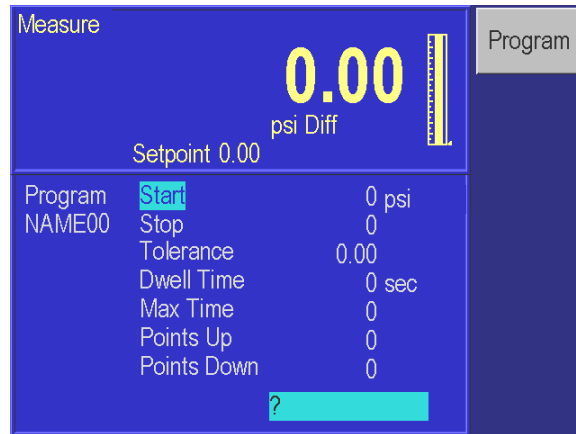 Measure
Program
0.00
psi Diff
Setpoint 0.00
Program Start 0 psi
NAME00 Stop 0
Tolerance 0.00
Dwell Time 0 sec
Max Time 0
Points Up 0
Points Down 0
?